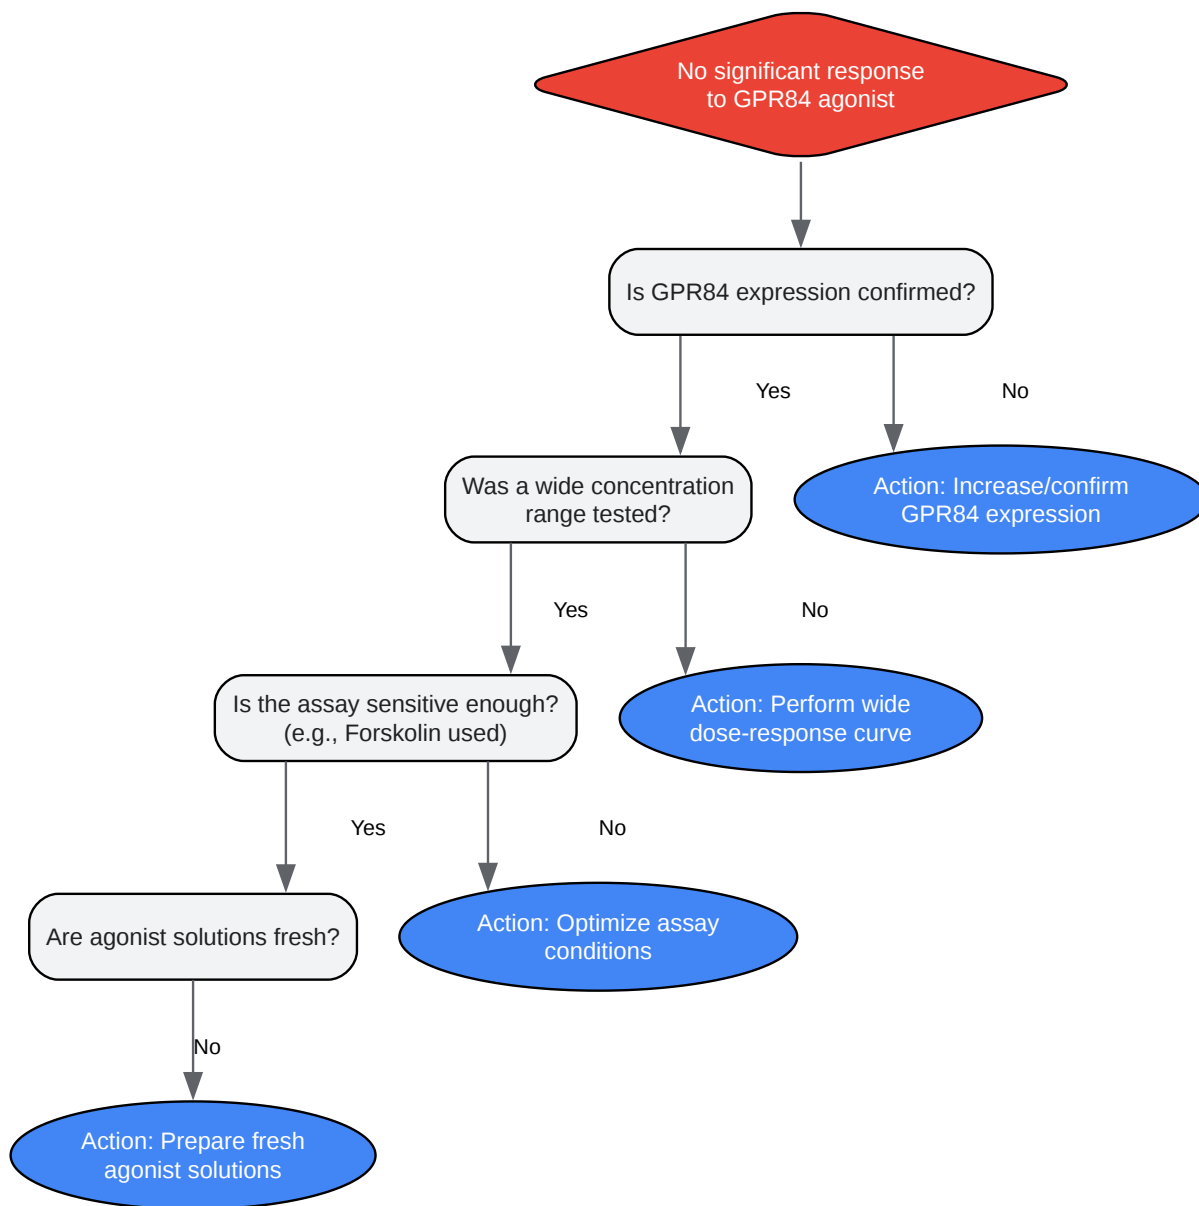 No significant response
to GPR84 agonist
Is GPR84 expression confirmed?
Yes
No
Was a wide concentration
range tested?
Action: Increase/confirm
GPR84 expression
Yes
No
Is the assay sensitive enough?
(e.g., Forskolin used)
Action: Perform wide
dose-response curve
Yes
No
Are agonist solutions fresh?
Action: Optimize assay
conditions
No
Action: Prepare fresh
agonist solutions